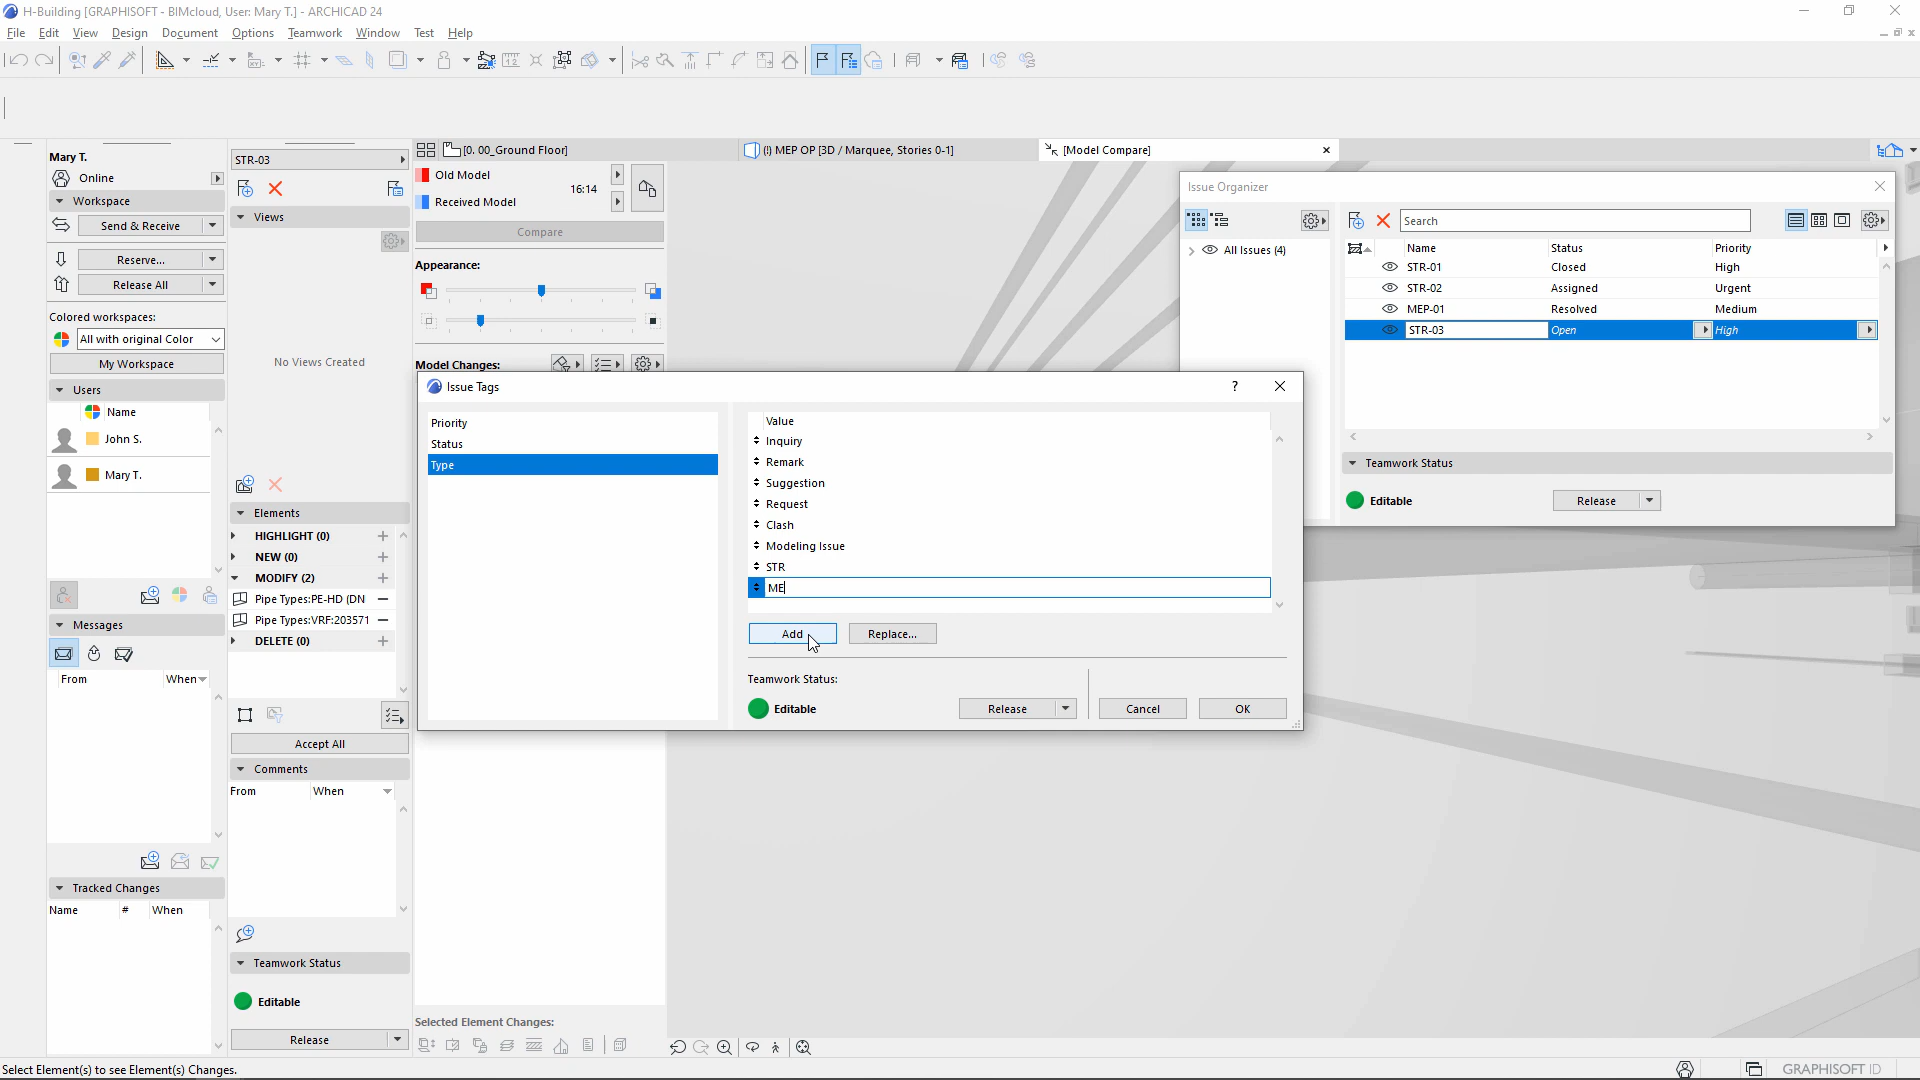 H-Building [GRAPHISOFT - BIMcloud, User: Mary T.] - ARCHICAD 24
File Edit View Design Document Options Teamwork Window Test Help
Mary T.
Online
Workspace
Send & Receive
Reserve...
Release All
Colored workspaces:
All with original Color
My Workspace
Users
Name
John S.
Mary T.
Messages
From When
Tracked Changes
Name # When
STR-03
Views
No Views Created
Elements
HIGHLIGHT (0)
NEW (0)
MODIFY (2)
Pipe Types:PE-HD (DN
Pipe Types:VRF:203571
DELETE (0)
Accept All
Comments
From When
Teamwork Status
Editable
Release
[0. 00_Ground Floor]
(!) MEP OP [3D / Marquee, Stories 0-1]
[Model Compare]
Old Model
16:14
Received Model
Compare
Appearance:
Model Changes:
Selected Element Changes:
Issue Organizer
Search
All Issues (4)
Name Status Priority
STR-01 Closed High
STR-02 Assigned Urgent
MEP-01 Resolved Medium
STR-03 Open High
Teamwork Status
Editable
Release
Issue Tags
?
Priority
Status
Type
Value
Inquiry
Remark
Suggestion
Request
Clash
Modeling Issue
STR
ME
Add
Replace...
Teamwork Status:
Editable
Release
Cancel
OK
Select Element(s) to see Element(s) Changes.
GRAPHISOFT ID